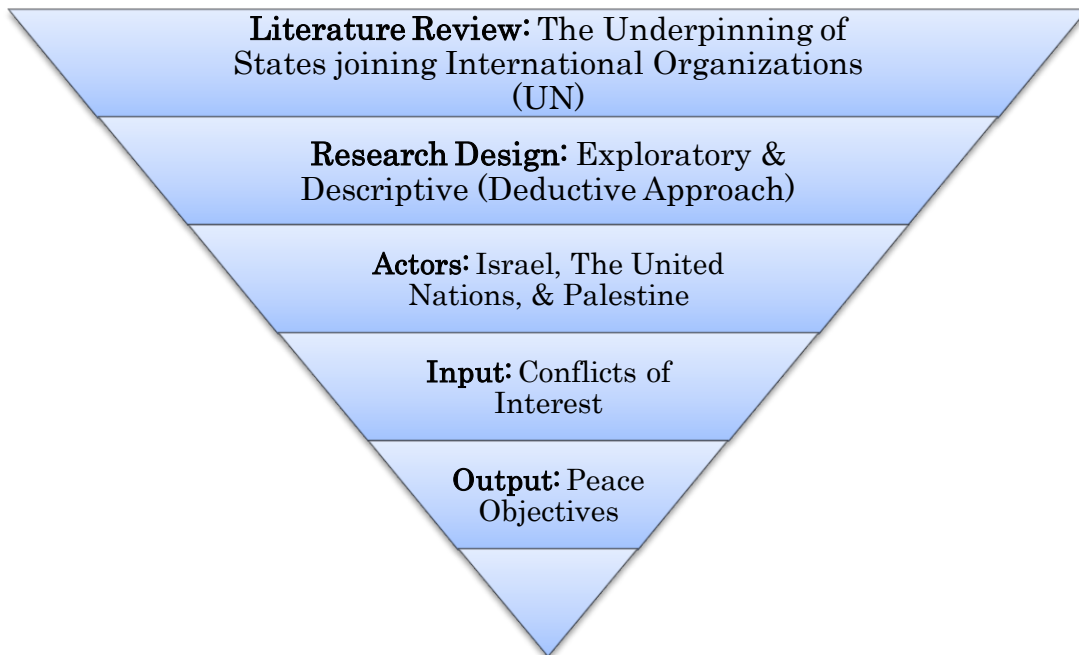 Literature Review: The Underpinning of
States joining International Organizations
(UN)
Research Design: Exploratory &
Descriptive (Deductive Approach)
Actors: Israel, The United
Nations, & Palestine
Input: Conflicts of
Interest
Output: Peace
Objectives